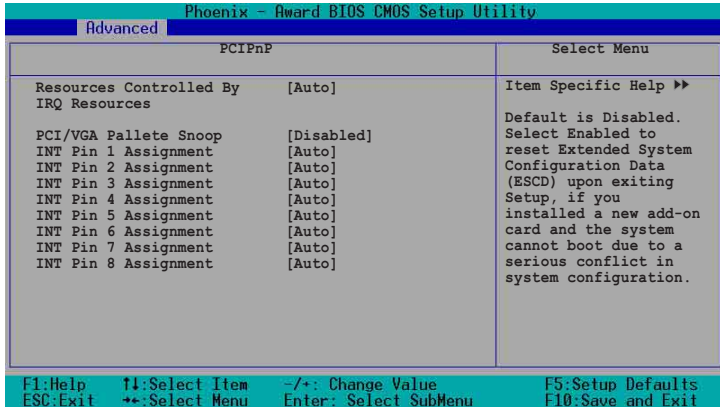 Phoenix - Award BIOS CMOS Setup Utility
Advanced
PCIPnP
Select Menu
Resources Controlled By [Auto]
IRQ Resources
PCI/VGA Pallete Snoop [Disabled]
INT Pin 1 Assignment [Auto]
INT Pin 2 Assignment [Auto]
INT Pin 3 Assignment [Auto]
INT Pin 4 Assignment [Auto]
INT Pin 5 Assignment [Auto]
INT Pin 6 Assignment [Auto]
INT Pin 7 Assignment [Auto]
INT Pin 8 Assignment [Auto]
Item Specific Help ▸▸
Default is Disabled.
Select Enabled to
reset Extended System
Configuration Data
(ESCD) upon exiting
Setup, if you
installed a new add-on
card and the system
cannot boot due to a
serious conflict in
system configuration.
F1:Help ↑↓:Select Item -/+: Change Value F5:Setup Defaults
ESC:Exit →←:Select Menu Enter: Select SubMenu F10:Save and Exit